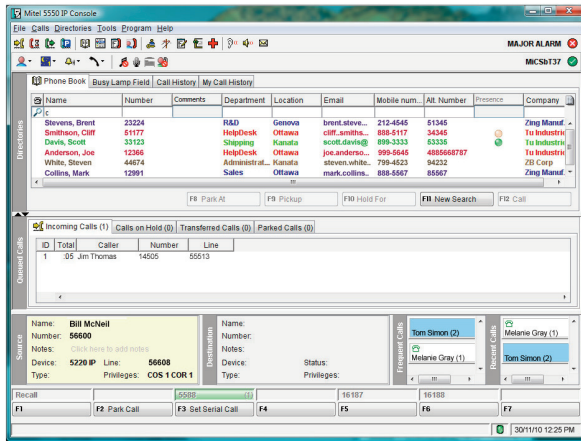 Mitel 5550 IP Console
File Calls Directories Tools Program Help
MAJOR ALARM
MiCSbT37
Phone Book Busy Lamp Field Call History My Call History
Directories
Name Number Comments Department Location Email Mobile num... Alt. Number Presence Company
c
Stevens, Brent 23224 R&D Genova brent.steve... 212-4545 51345 Zing Manuf.
Smithson, Cliff 51177 HelpDesk Ottawa cliff.smiths... 888-5117 34345 Tu Industri
Davis, Scott 33123 Shipping Kanata scott.davis@ 899-3333 53335 Tu Industri
Anderson, Joe 12366 HelpDesk Ottawa joe.anderso... 999-5645 4885668787 Tu Industri
White, Steven 44674 Administrat... Kanata steven.white.. 799-4523 94232 ZB Corp
Collins, Mark 12991 Sales Ottawa mark.collins.. 888-5567 85567 Zing Manuf.
F8 Park At F9 Pickup F10 Hold For F11 New Search F12 Call
Queued Calls
Incoming Calls (1) Calls on Hold (0) Transferred Calls (0) Parked Calls (0)
ID Total Caller Number Line
1 :05 Jim Thomas 14505 55513
Source
Name: Bill McNeil
Number: 56600
Notes: Click here to add notes
Device: 5220 IP Line: 56608
Type: Privileges: COS 1 COR 1
Destination
Name:
Number:
Notes:
Device: Status:
Type: Privileges:
Frequent Calls
Tom Simon (2)
Melanie Gray (1)
Recent Calls
Melanie Gray (1)
Tom Simon (2)
Recall 5588 (1) 16187 16188
F1 F2 Park Call F3 Set Serial Call F4 F5 F6 F7
30/11/10 12:25 PM